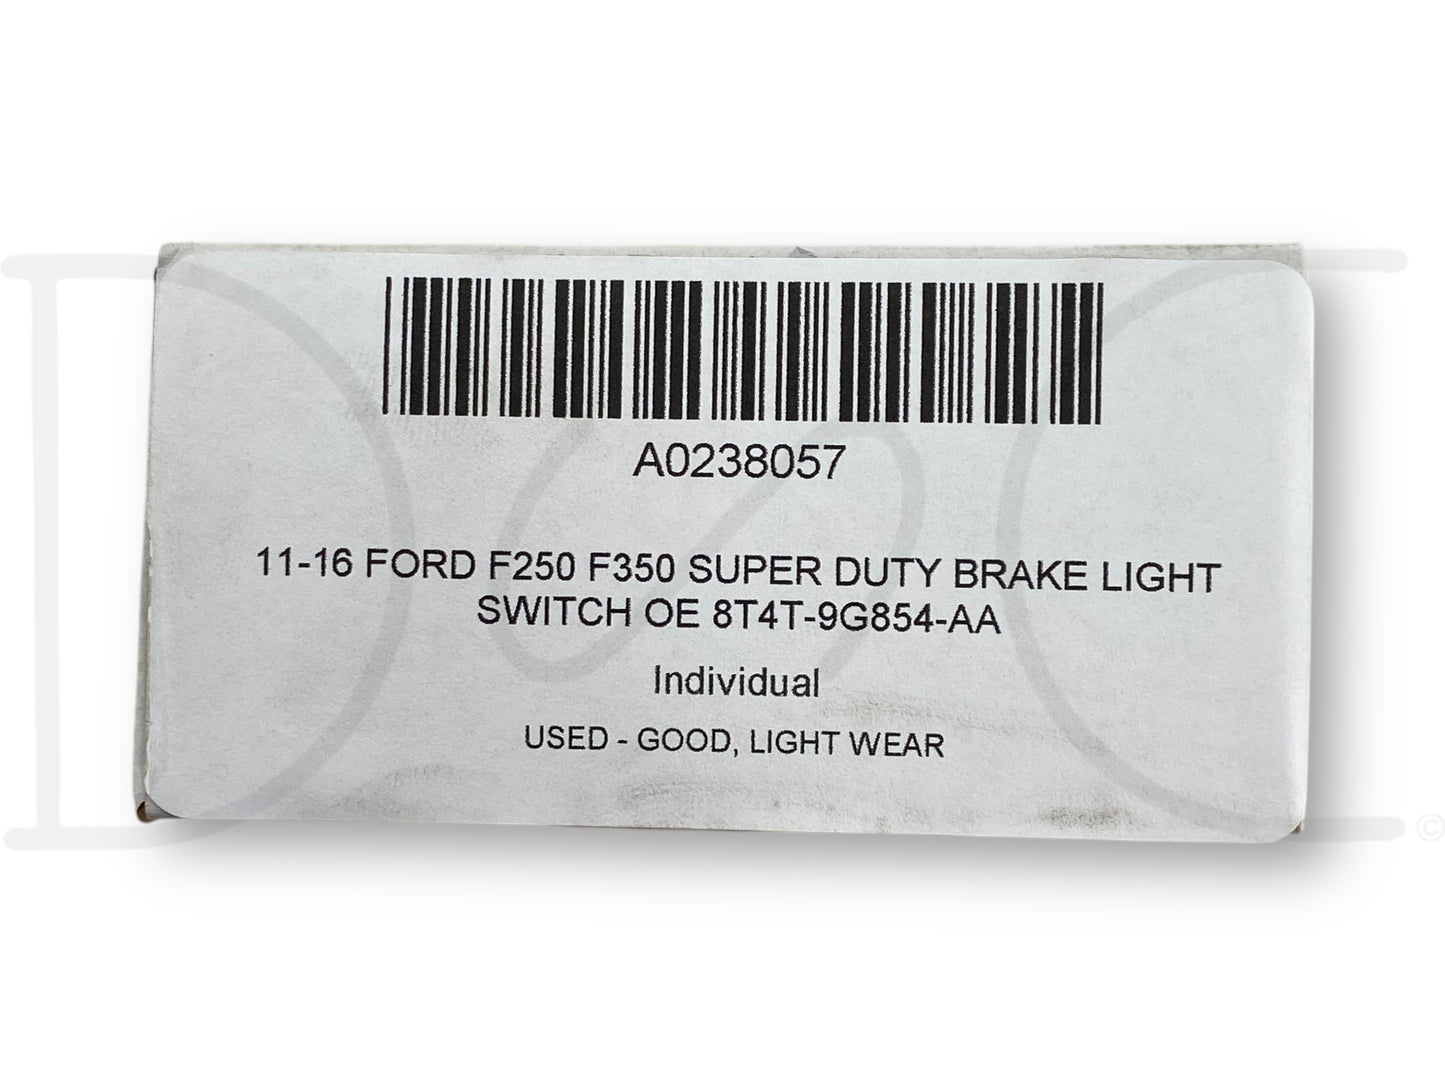 A0238057
11-16 FORD F250 F350 SUPER DUTY BRAKE LIGHT
SWITCH OE 8T4T-9G854-AA
Individual
USED - GOOD, LIGHT WEAR
©